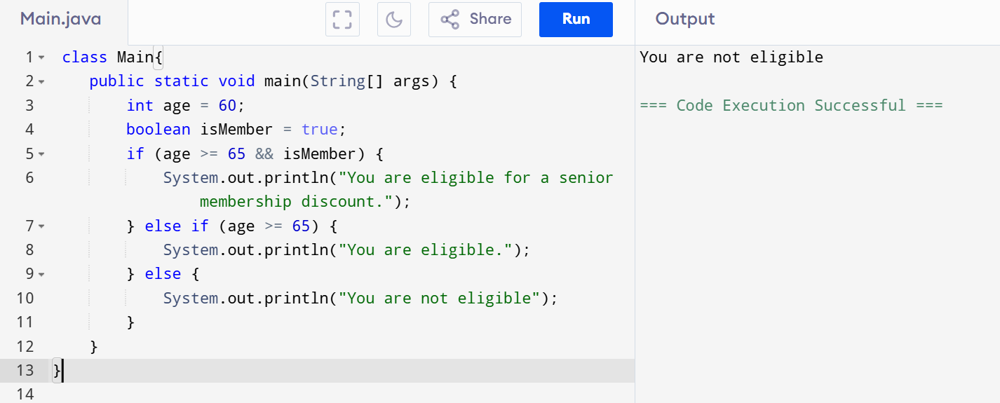 Main.java
Share
Run
Output
1 class Main{
2 public static void main(String[] args) {
3 int age = 60;
4 boolean isMember = true;
5 if (age >= 65 && isMember) {
6 System.out.println("You are eligible for a senior
membership discount.");
7 } else if (age >= 65) {
8 System.out.println("You are eligible.");
9 } else {
10 System.out.println("You are not eligible");
11 }
12 }
13 }
14
You are not eligible
=== Code Execution Successful ===